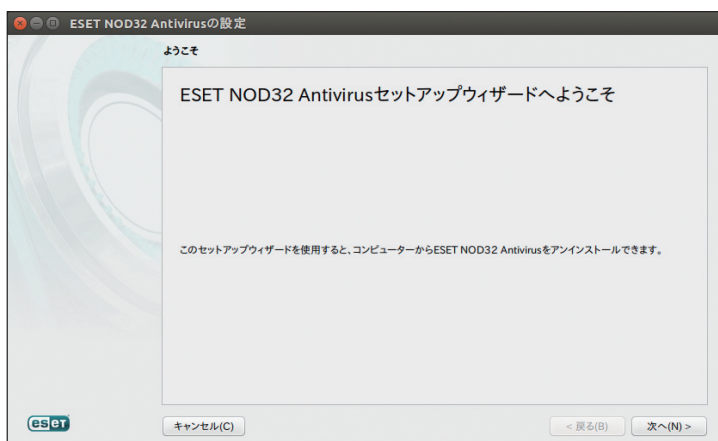 ESET NOD32 Antivirusの設定
ようこそ
ESET NOD32 Antivirusセットアップウィザードへようこそ
このセットアップウィザードを使用すると、コンピューターからESET NOD32 Antivirusをアンインストールできます。
eseT
キャンセル(C)
< 戻る(B)
次へ(N) >